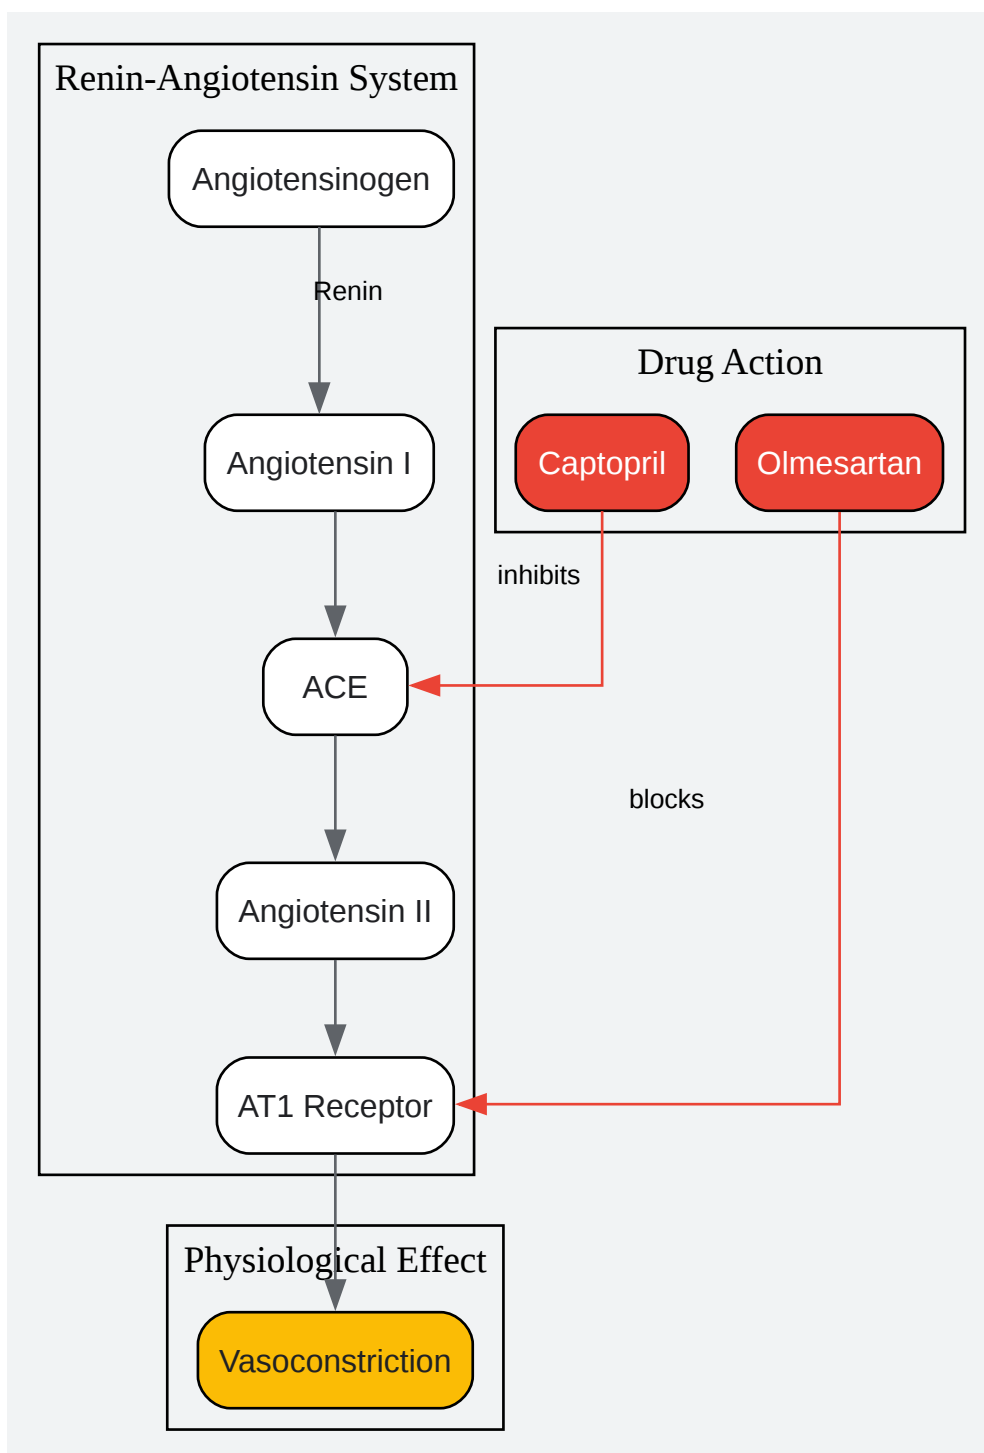 Renin-Angiotensin System
Angiotensinogen
Renin
Drug Action
Angiotensin I
Captopril
Olmesartan
inhibits
ACE
blocks
Angiotensin II
AT1 Receptor
Physiological Effect
Vasoconstriction